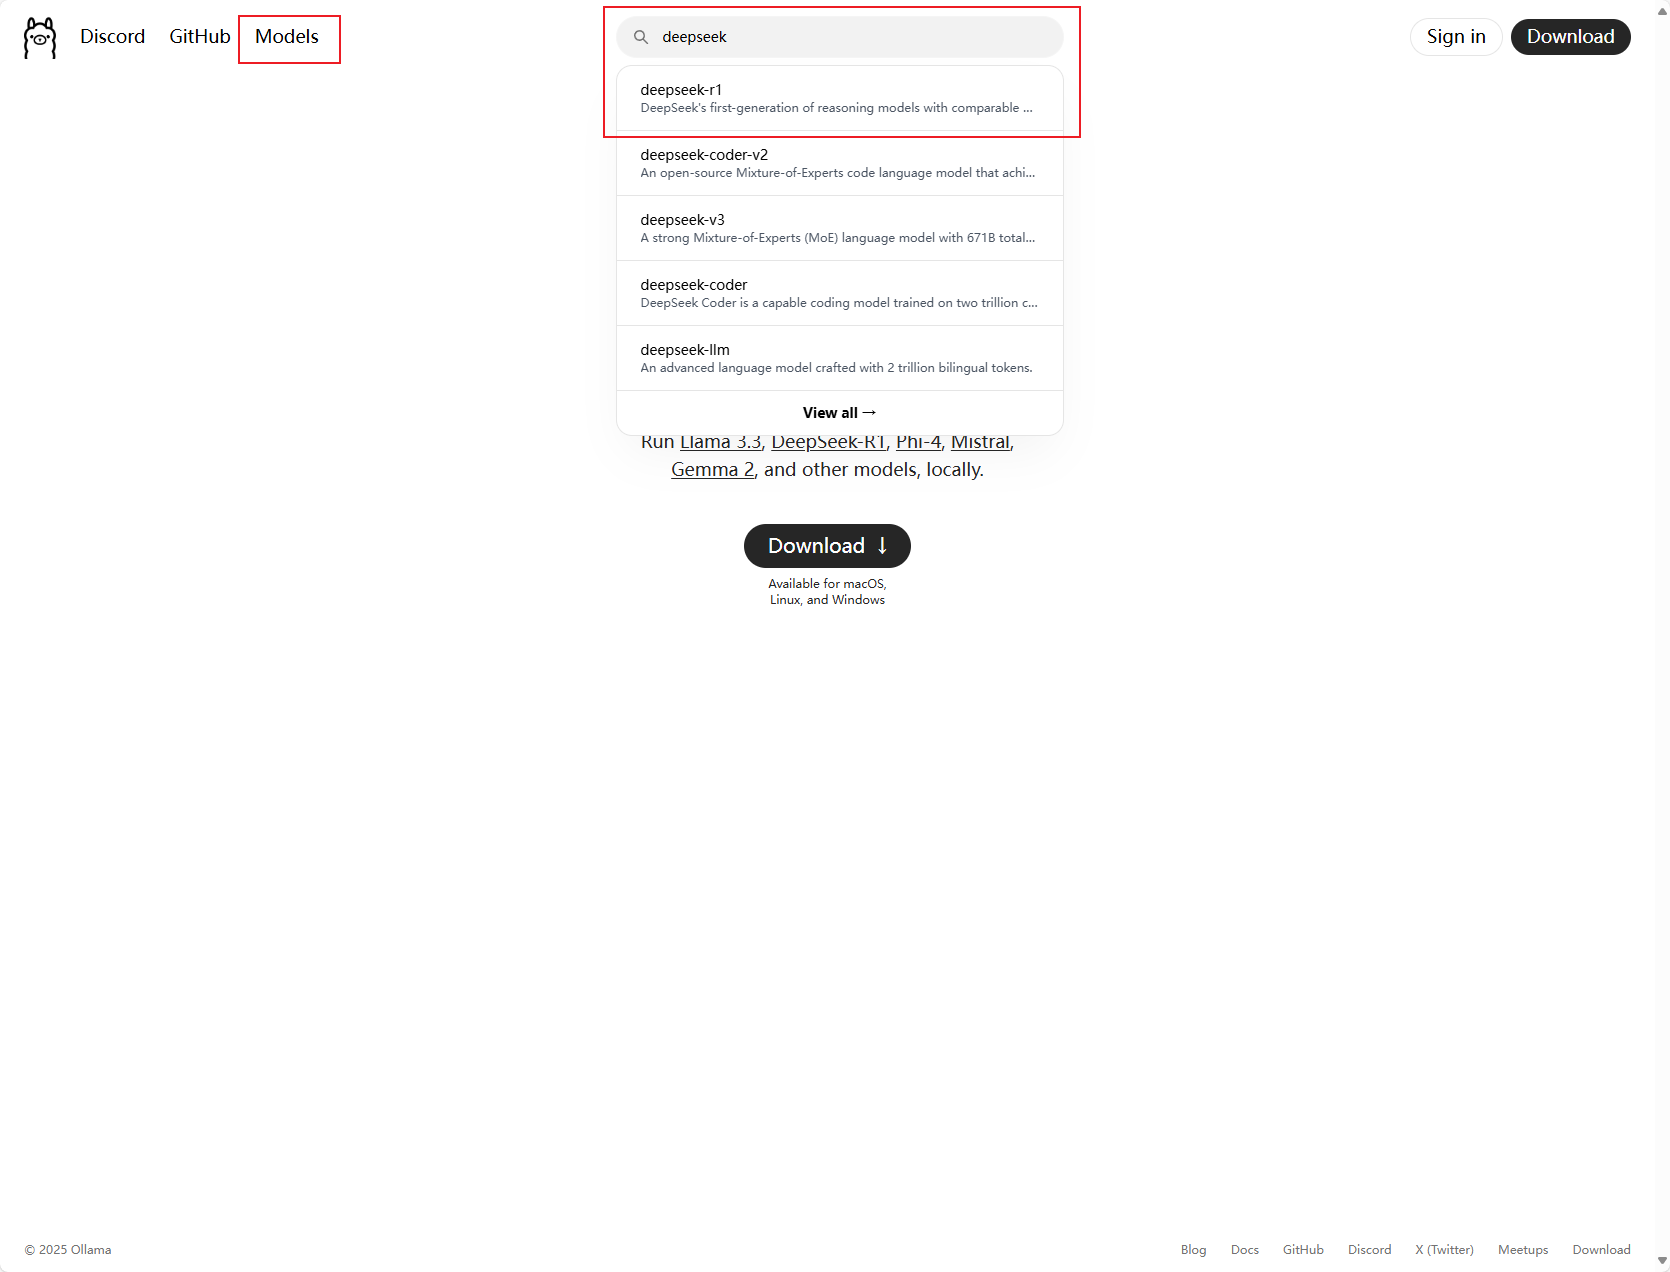 Discord GitHub Models
deepseek
Sign in Download
deepseek-r1
DeepSeek's first-generation of reasoning models with comparable ...
deepseek-coder-v2
An open-source Mixture-of-Experts code language model that achi...
deepseek-v3
A strong Mixture-of-Experts (MoE) language model with 671B total...
deepseek-coder
DeepSeek Coder is a capable coding model trained on two trillion c...
deepseek-llm
An advanced language model crafted with 2 trillion bilingual tokens.
View all →
Run Llama 3.3, DeepSeek-R1, Phi-4, Mistral,
Gemma 2, and other models, locally.
Download ↓
Available for macOS,
Linux, and Windows
© 2025 Ollama
Blog Docs GitHub Discord X (Twitter) Meetups Download